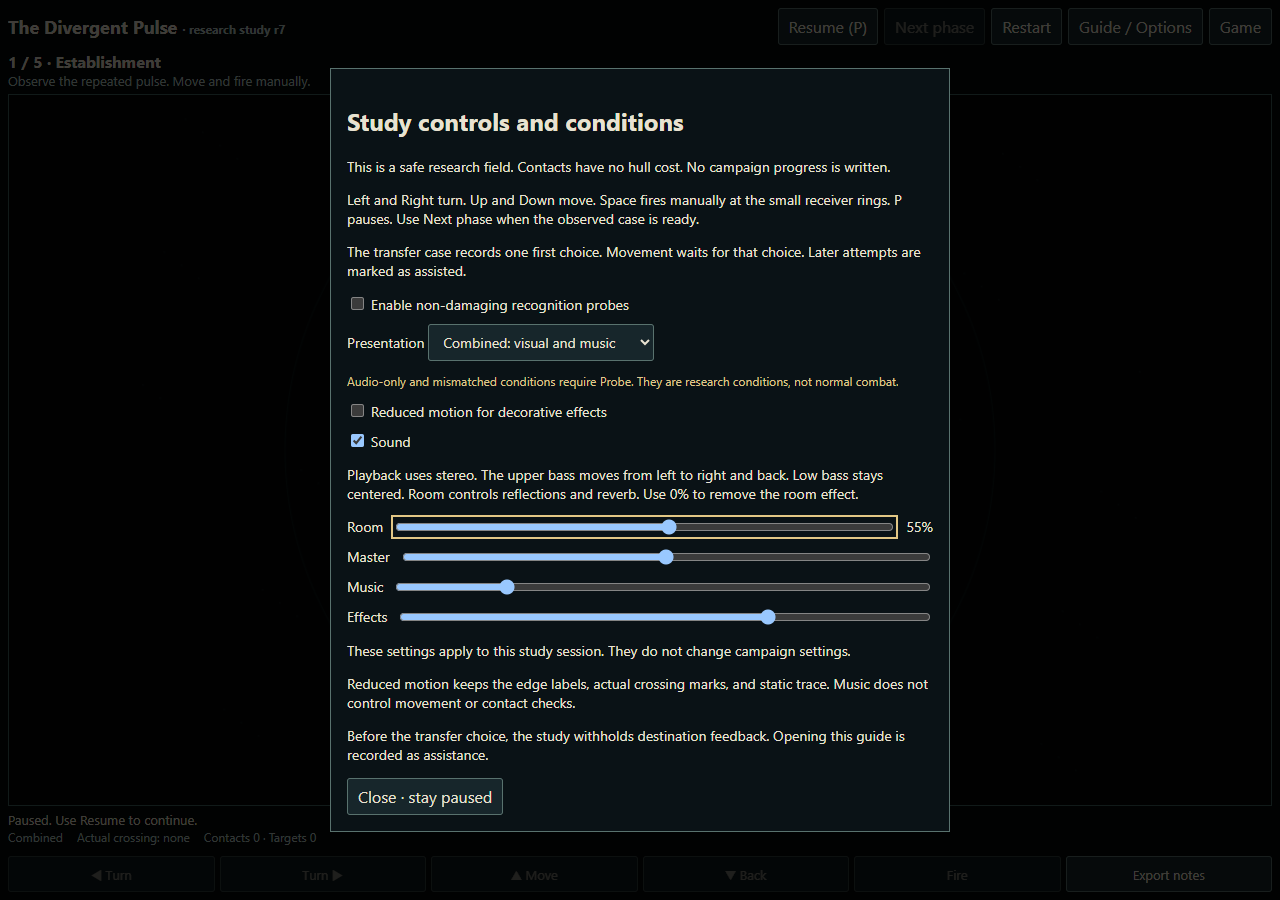 The Divergent Pulse · research study r7
Resume (P)
Next phase
Restart
Guide / Options
Game
1 / 5 · Establishment
Observe the repeated pulse. Move and fire manually.
Study controls and conditions
This is a safe research field. Contacts have no hull cost. No campaign progress is written.
Left and Right turn. Up and Down move. Space fires manually at the small receiver rings. P
pauses. Use Next phase when the observed case is ready.
The transfer case records one first choice. Movement waits for that choice. Later attempts are
marked as assisted.
Enable non-damaging recognition probes
Presentation Combined: visual and music
Audio-only and mismatched conditions require Probe. They are research conditions, not normal combat.
Reduced motion for decorative effects
Sound
Playback uses stereo. The upper bass moves from left to right and back. Low bass stays
centered. Room controls reflections and reverb. Use 0% to remove the room effect.
Room 55%
Master
Music
Effects
These settings apply to this study session. They do not change campaign settings.
Reduced motion keeps the edge labels, actual crossing marks, and static trace. Music does not
control movement or contact checks.
Before the transfer choice, the study withholds destination feedback. Opening this guide is
recorded as assistance.
Close · stay paused
Paused. Use Resume to continue.
Combined Actual crossing: none Contacts 0 · Targets 0
◀ Turn
Turn ▶
▲ Move
▼ Back
Fire
Export notes